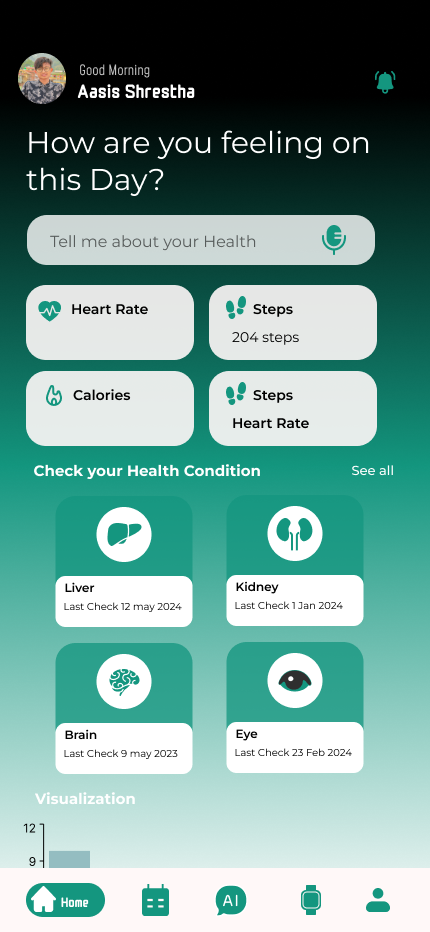 Good Morning
Aasis Shrestha
How are you feeling on
this Day?
Tell me about your Health
Heart Rate
Steps
204 steps
Calories
Steps
Heart Rate
Check your Health Condition
See all
Liver
Last Check 12 may 2024
Kidney
Last Check 1 Jan 2024
Brain
Last Check 9 may 2023
Eye
Last Check 23 Feb 2024
Visualization
12
9
Home
AI